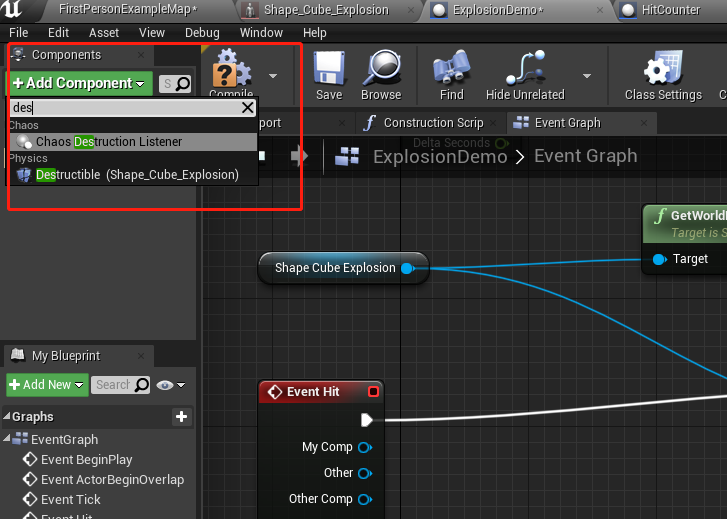 FirstPersonExampleMap*
Shape_Cube_Explosion
ExplosionDemo*
HitCounter
File Edit Asset View Debug Window Help
Components
+Add Component
S
Compile
Save
Browse
Find
Hide Unrelated
Class Settings
des
Chaos
Chaos Destruction Listener
Physics
Destructible (Shape_Cube_Explosion)
port
Construction Scrip
Event Graph
Delta Seconds
ExplosionDemo > Event Graph
GetWorldL
Target is S
Target
Shape Cube Explosion
Event Hit
My Comp
Other
Other Comp
My Blueprint
+Add New
Search
Graphs
+
EventGraph
Event BeginPlay
Event ActorBeginOverlap
Event Tick
Event Hit